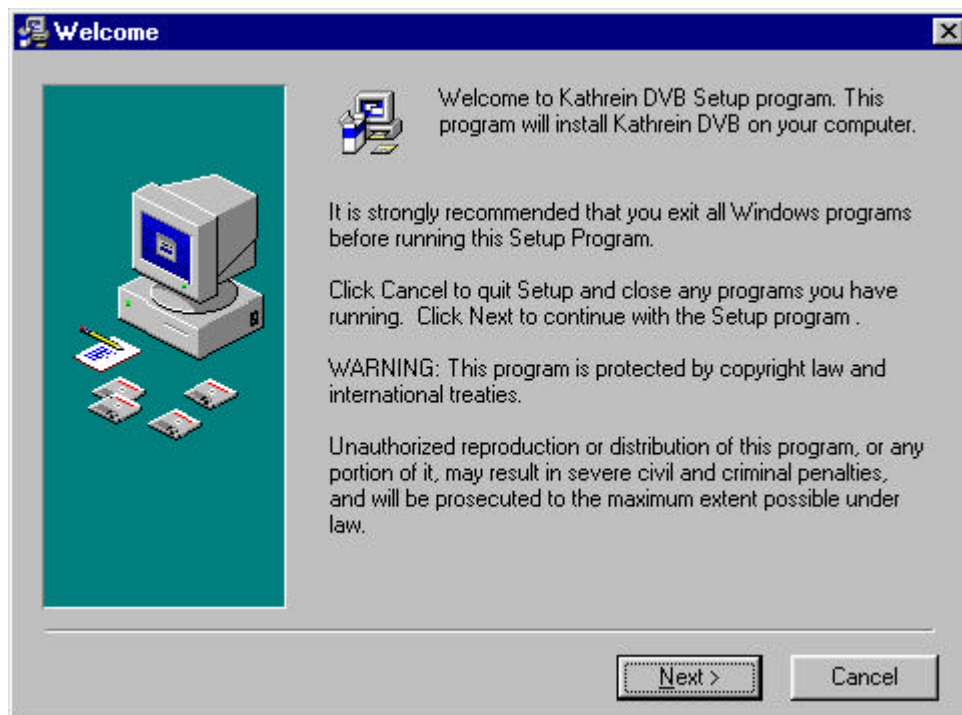 Welcome
Welcome to Kathrein DVB Setup program. This
program will install Kathrein DVB on your computer.
It is strongly recommended that you exit all Windows programs
before running this Setup Program.
Click Cancel to quit Setup and close any programs you have
running.  Click Next to continue with the Setup program .
WARNING: This program is protected by copyright law and
international treaties.
Unauthorized reproduction or distribution of this program, or any
portion of it, may result in severe civil and criminal penalties,
and will be prosecuted to the maximum extent possible under
law.
Next >
Cancel